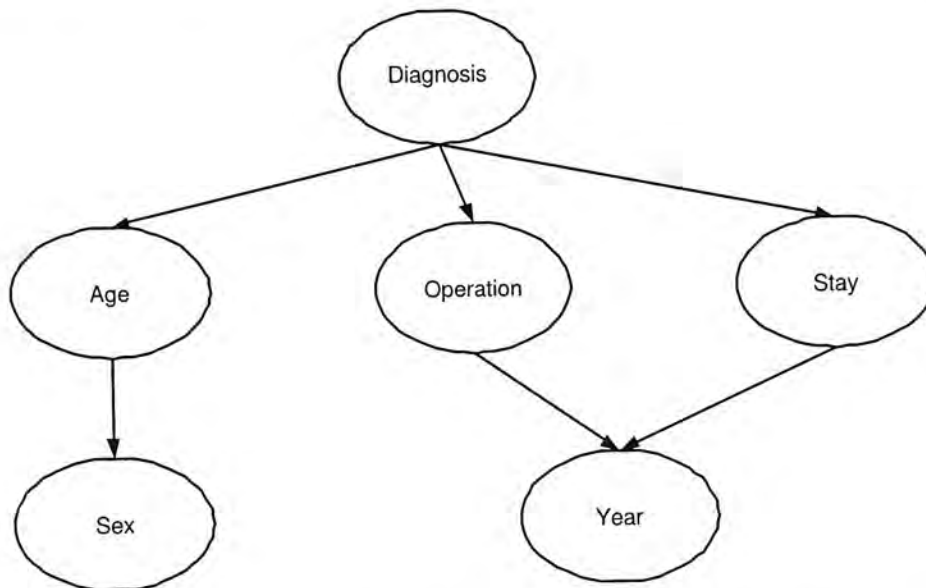 Diagnosis
Age
Operation
Stay
Sex
Year